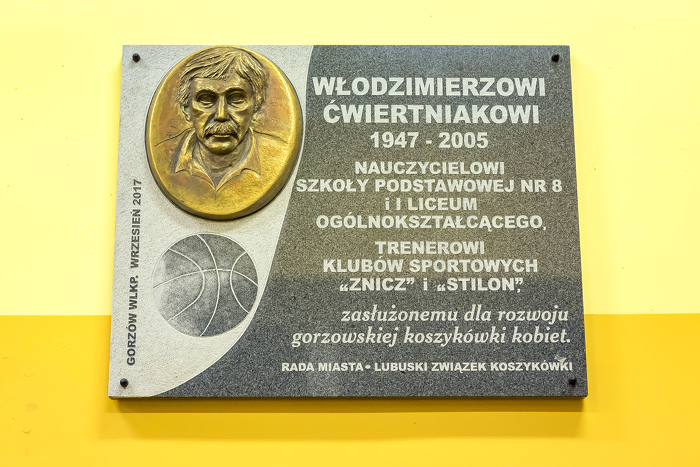 WŁODZIMIERZOWI
ĆWIERTNIAKOWI
1947 - 2005
NAUCZYCIELOWI
SZKOŁY PODSTAWOWEJ NR 8
i I LICEUM
OGÓLNOKSZTAŁCĄCEGO,
TRENEROWI
KLUBÓW SPORTOWYCH
„ZNICZ” i „STILON”,
zasłużonemu dla rozwoju
gorzowskiej koszykówki kobiet.
RADA MIASTA • LUBUSKI ZWIĄZEK KOSZYKÓWKI
GORZÓW WLKP. WRZESIEŃ 2017